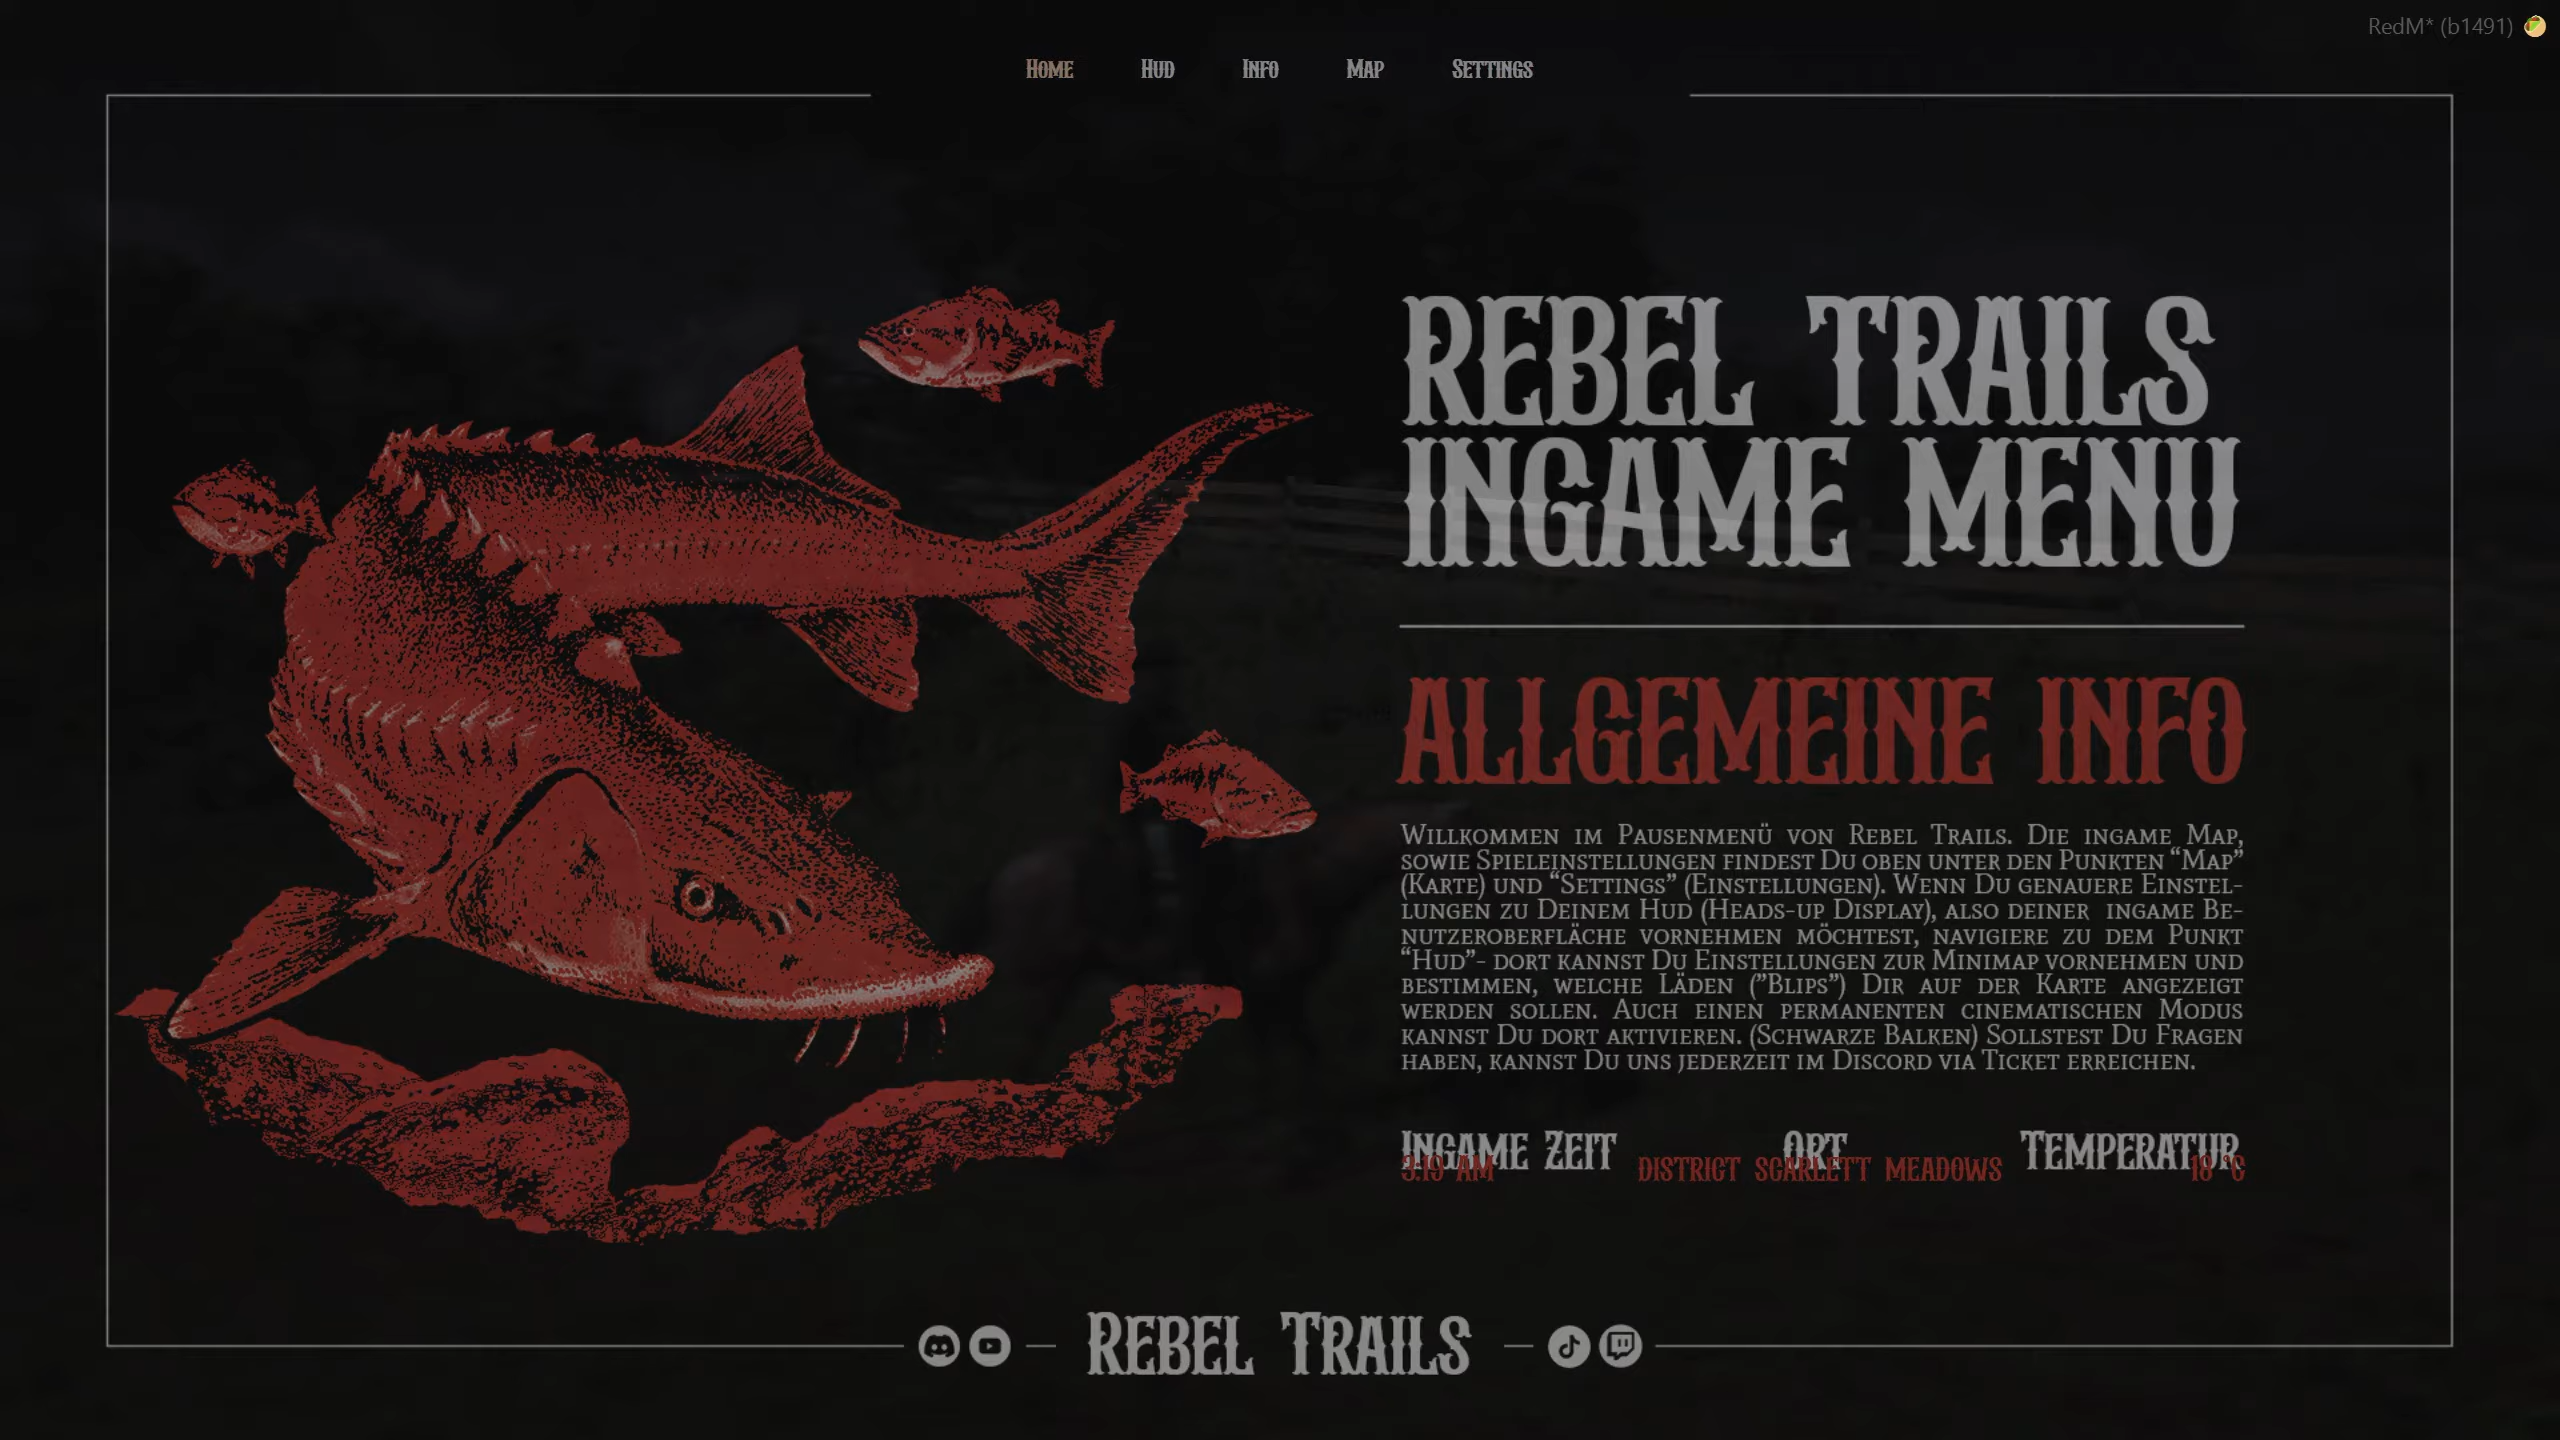 RedM* (b1491)
Home Hud Info Map Settings
REBEL TRAILS
INGAME MENU
ALLGEMEINE INFO
Willkommen im Pausenmenü von Rebel Trails. Die ingame Map,
sowie Spieleinstellungen findest Du oben unter den Punkten “Map”
(Karte) und “Settings” (Einstellungen). Wenn Du genauere Einstel-
lungen zu Deinem Hud (Heads-up Display), also deiner ingame Be-
nutzeroberfläche vornehmen möchtest, navigiere zu dem Punkt
“Hud”- dort kannst Du Einstellungen zur Minimap vornehmen und
bestimmen, welche Läden (”Blips”) Dir auf der Karte angezeigt
werden sollen. Auch einen permanenten cinematischen Modus
kannst Du dort aktivieren. (Schwarze Balken) Sollstest Du Fragen
haben, kannst Du uns jederzeit im Discord via Ticket erreichen.
Ingame Zeit Ort Temperatur
AM DISTRICT SCARLETT MEADOWS 18 °C
Rebel Trails